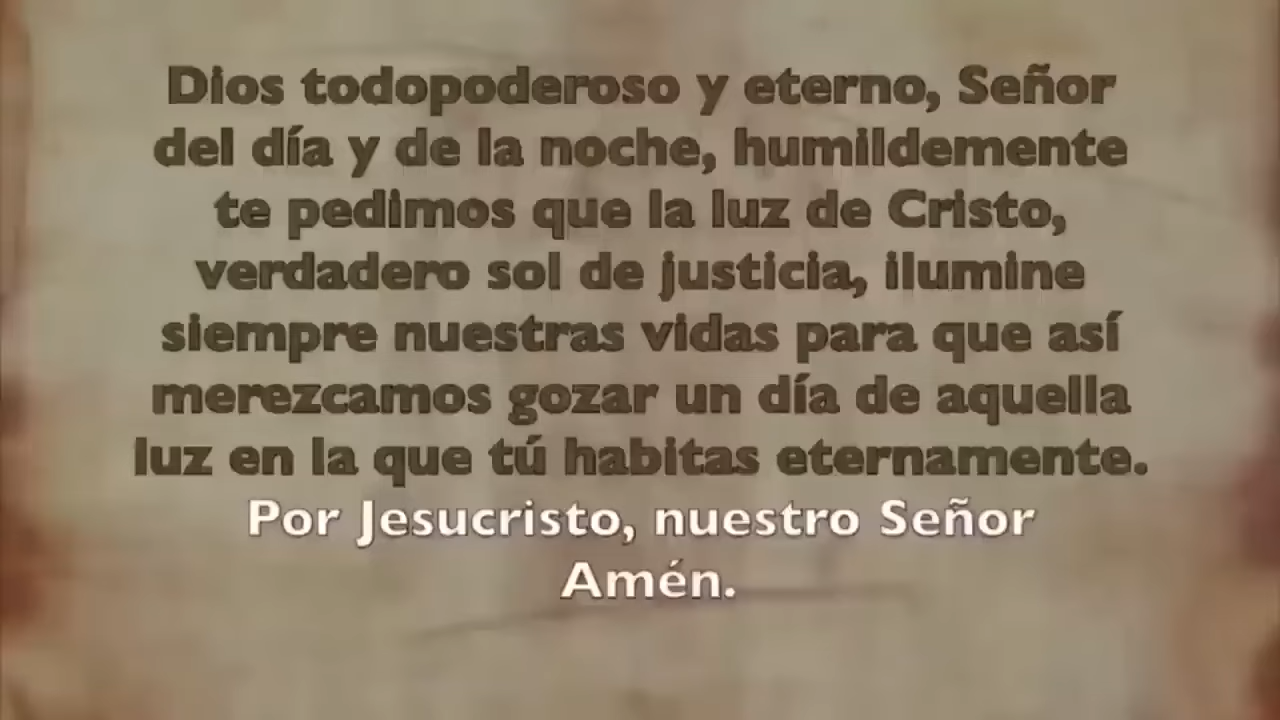 Dios todopoderoso y eterno, Señor
del día y de la noche, humildemente
te pedimos que la luz de Cristo,
verdadero sol de justicia, ilumine
siempre nuestras vidas para que así
merezcamos gozar un día de aquella
luz en la que tú habitas eternamente.
Por Jesucristo, nuestro Señor
Amén.